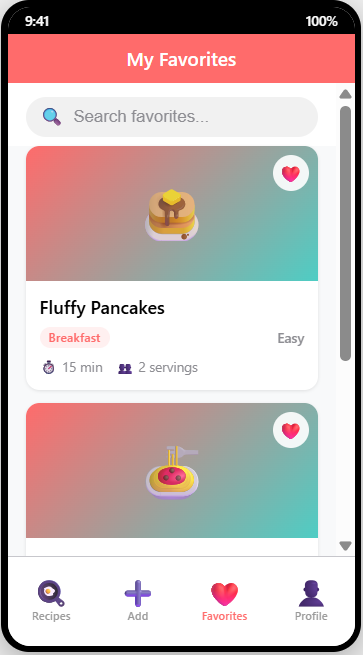 9:41 100%
My Favorites
Search favorites...
Fluffy Pancakes
Breakfast Easy
15 min 2 servings
Recipes Add Favorites Profile